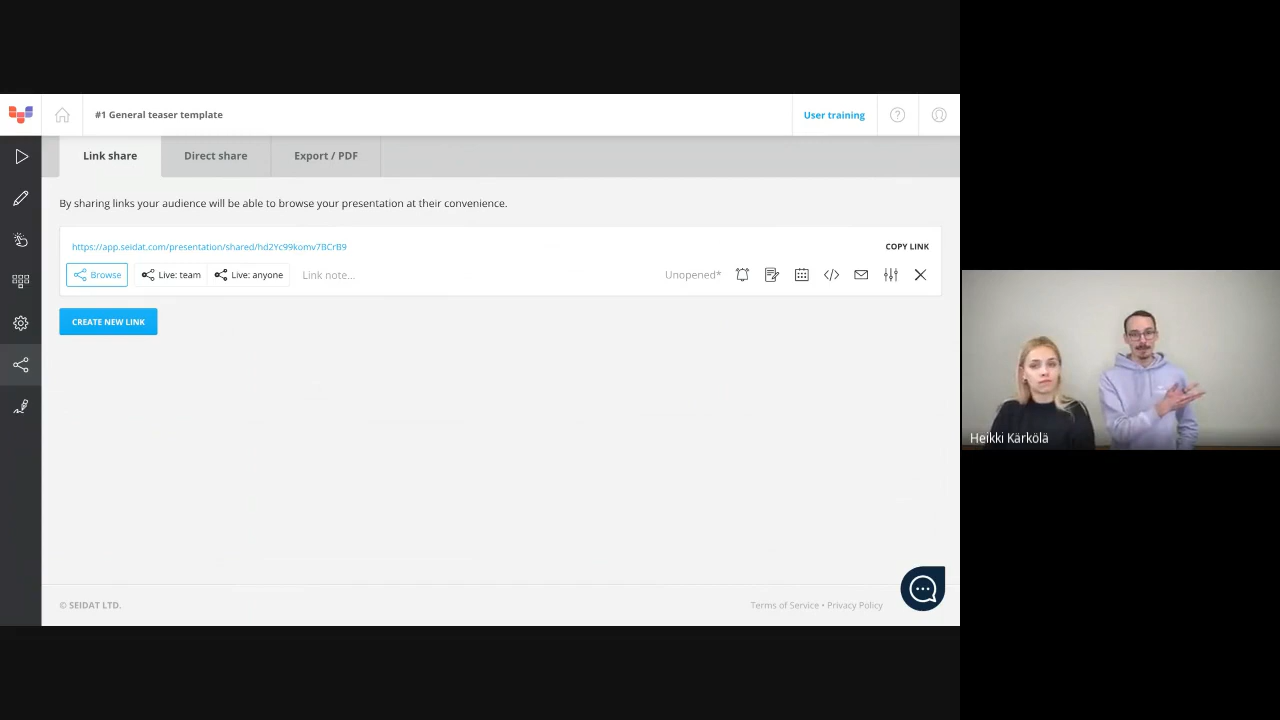 #1 General teaser template
User training
Link share
Direct share
Export / PDF
By sharing links your audience will be able to browse your presentation at their convenience.
https://app.seidat.com/presentation/shared/hd2Yc99komv7BCrB9
COPY LINK
Browse
Live: team
Live: anyone
Link note...
Unopened*
CREATE NEW LINK
Heikki Kärkölä
© SEIDAT LTD.
Terms of Service • Privacy Policy